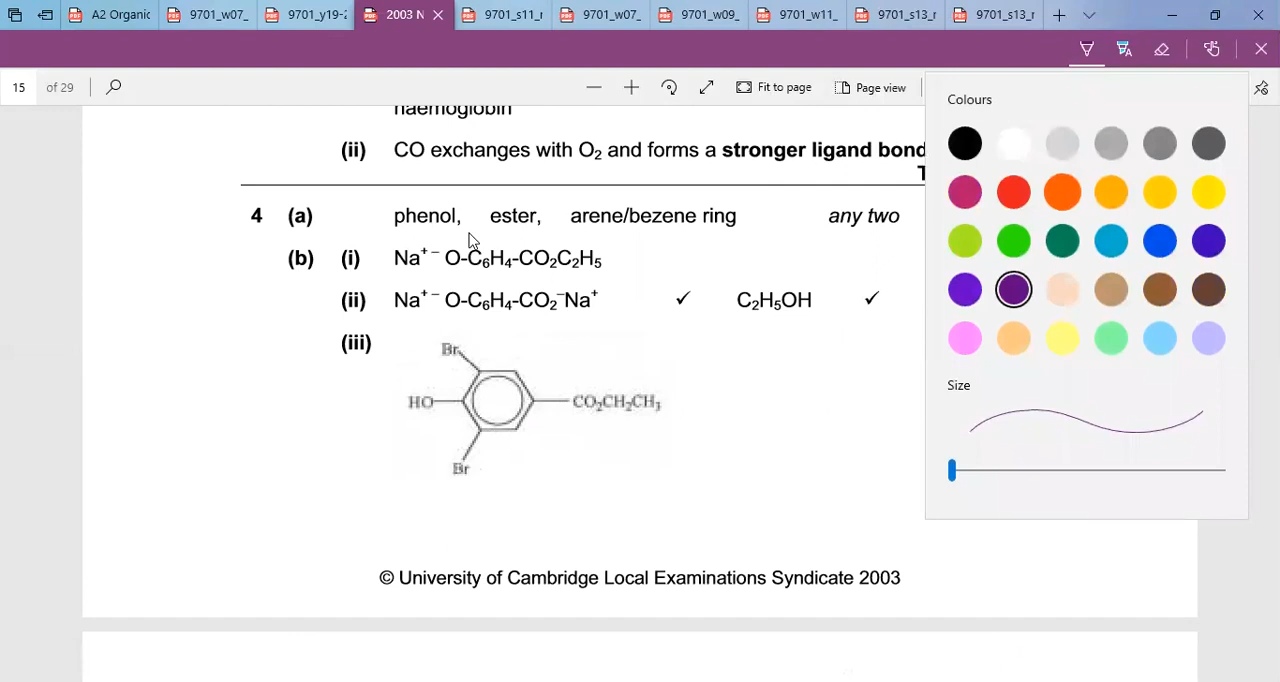 A2 Organic
9701_w07_
9701_y19-2
2003 N
9701_s11_r
9701_w07_
9701_w09_
9701_w11_
9701_s13_r
9701_s13_r
15 of 29 Fit to page Page view
Colours
haemoglobin
(ii) CO exchanges with O₂ and forms a stronger ligand bond
T
4 (a) phenol, ester, arene/bezene ring any two
(b) (i) Na⁺⁻ O-C₆H₄-CO₂C₂H₅
(ii) Na⁺⁻ O-C₆H₄-CO₂⁻Na⁺ ✓ C₂H₅OH ✓
(iii)
Br
HO CO₂CH₂CH₃
Br
Size
© University of Cambridge Local Examinations Syndicate 2003